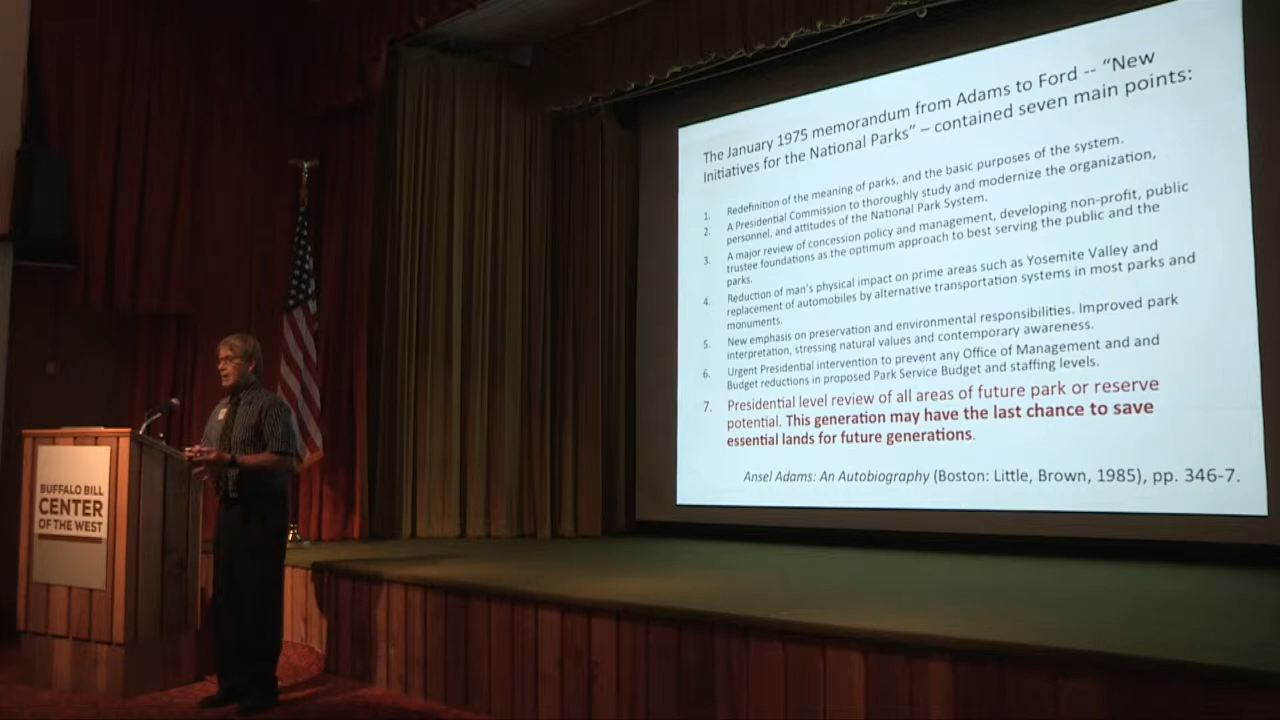 The January 1975 memorandum from Adams to Ford -- “New
Initiatives for the National Parks” – contained seven main points:
1. Redefinition of the meaning of parks, and the basic purposes of the system.
2. A Presidential Commission to thoroughly study and modernize the organization,
personnel, and attitudes of the National Park System.
3. A major review of concession policy and management, developing non-profit, public
trustee foundations as the optimum approach to best serving the public and the
parks.
4. Reduction of man’s physical impact on prime areas such as Yosemite Valley and
replacement of automobiles by alternative transportation systems in most parks and
monuments.
5. New emphasis on preservation and environmental responsibilities. Improved park
interpretation, stressing natural values and contemporary awareness.
6. Urgent Presidential intervention to prevent any Office of Management and and
Budget reductions in proposed Park Service Budget and staffing levels.
7. Presidential level review of all areas of future park or reserve
potential. This generation may have the last chance to save
essential lands for future generations.
Ansel Adams: An Autobiography (Boston: Little, Brown, 1985), pp. 346-7.
BUFFALO BILL
CENTER
OF THE WEST